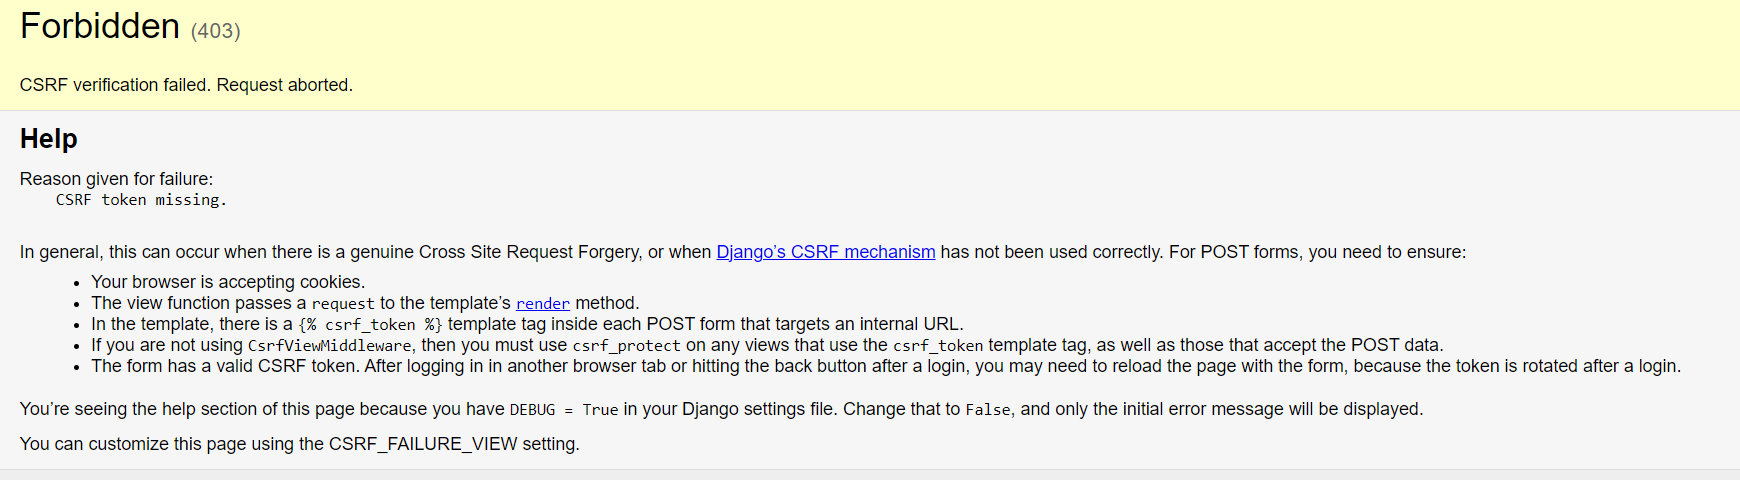 Forbidden (403)
CSRF verification failed. Request aborted.
Help
Reason given for failure:
CSRF token missing.
In general, this can occur when there is a genuine Cross Site Request Forgery, or when Django’s CSRF mechanism has not been used correctly. For POST forms, you need to ensure:
• Your browser is accepting cookies.
• The view function passes a request to the template’s render method.
• In the template, there is a {% csrf_token %} template tag inside each POST form that targets an internal URL.
• If you are not using CsrfViewMiddleware, then you must use csrf_protect on any views that use the csrf_token template tag, as well as those that accept the POST data.
• The form has a valid CSRF token. After logging in in another browser tab or hitting the back button after a login, you may need to reload the page with the form, because the token is rotated after a login.
You’re seeing the help section of this page because you have DEBUG = True in your Django settings file. Change that to False, and only the initial error message will be displayed.
You can customize this page using the CSRF_FAILURE_VIEW setting.